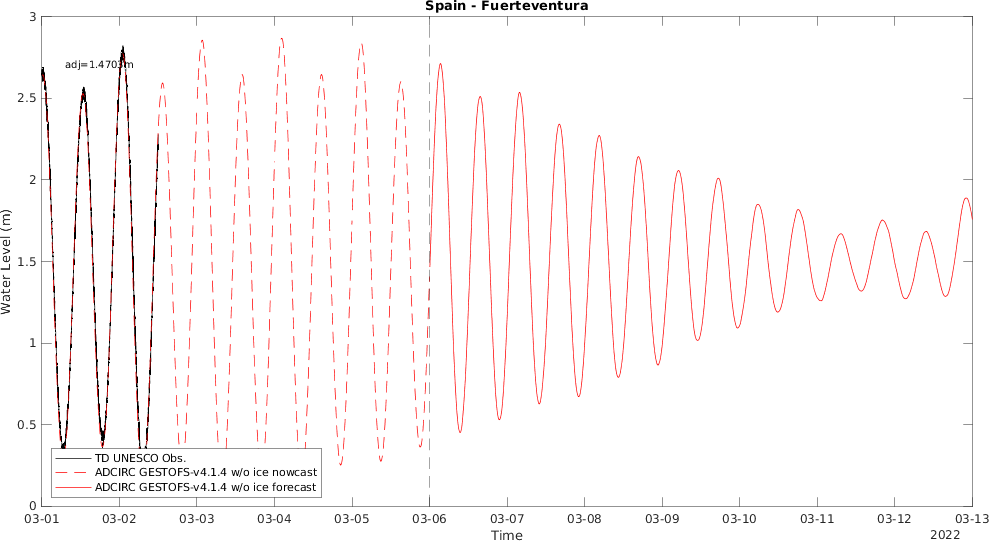 Spain - Fuerteventura
adj=1.4703m
Water Level (m)
3
2.5
2
1.5
1
0.5
0
TD UNESCO Obs.
ADCIRC GESTOFS-v4.1.4 w/o ice nowcast
ADCIRC GESTOFS-v4.1.4 w/o ice forecast
03-01 03-02 03-03 03-04 03-05 03-06 03-07 03-08 03-09 03-10 03-11 03-12 03-13
Time
2022